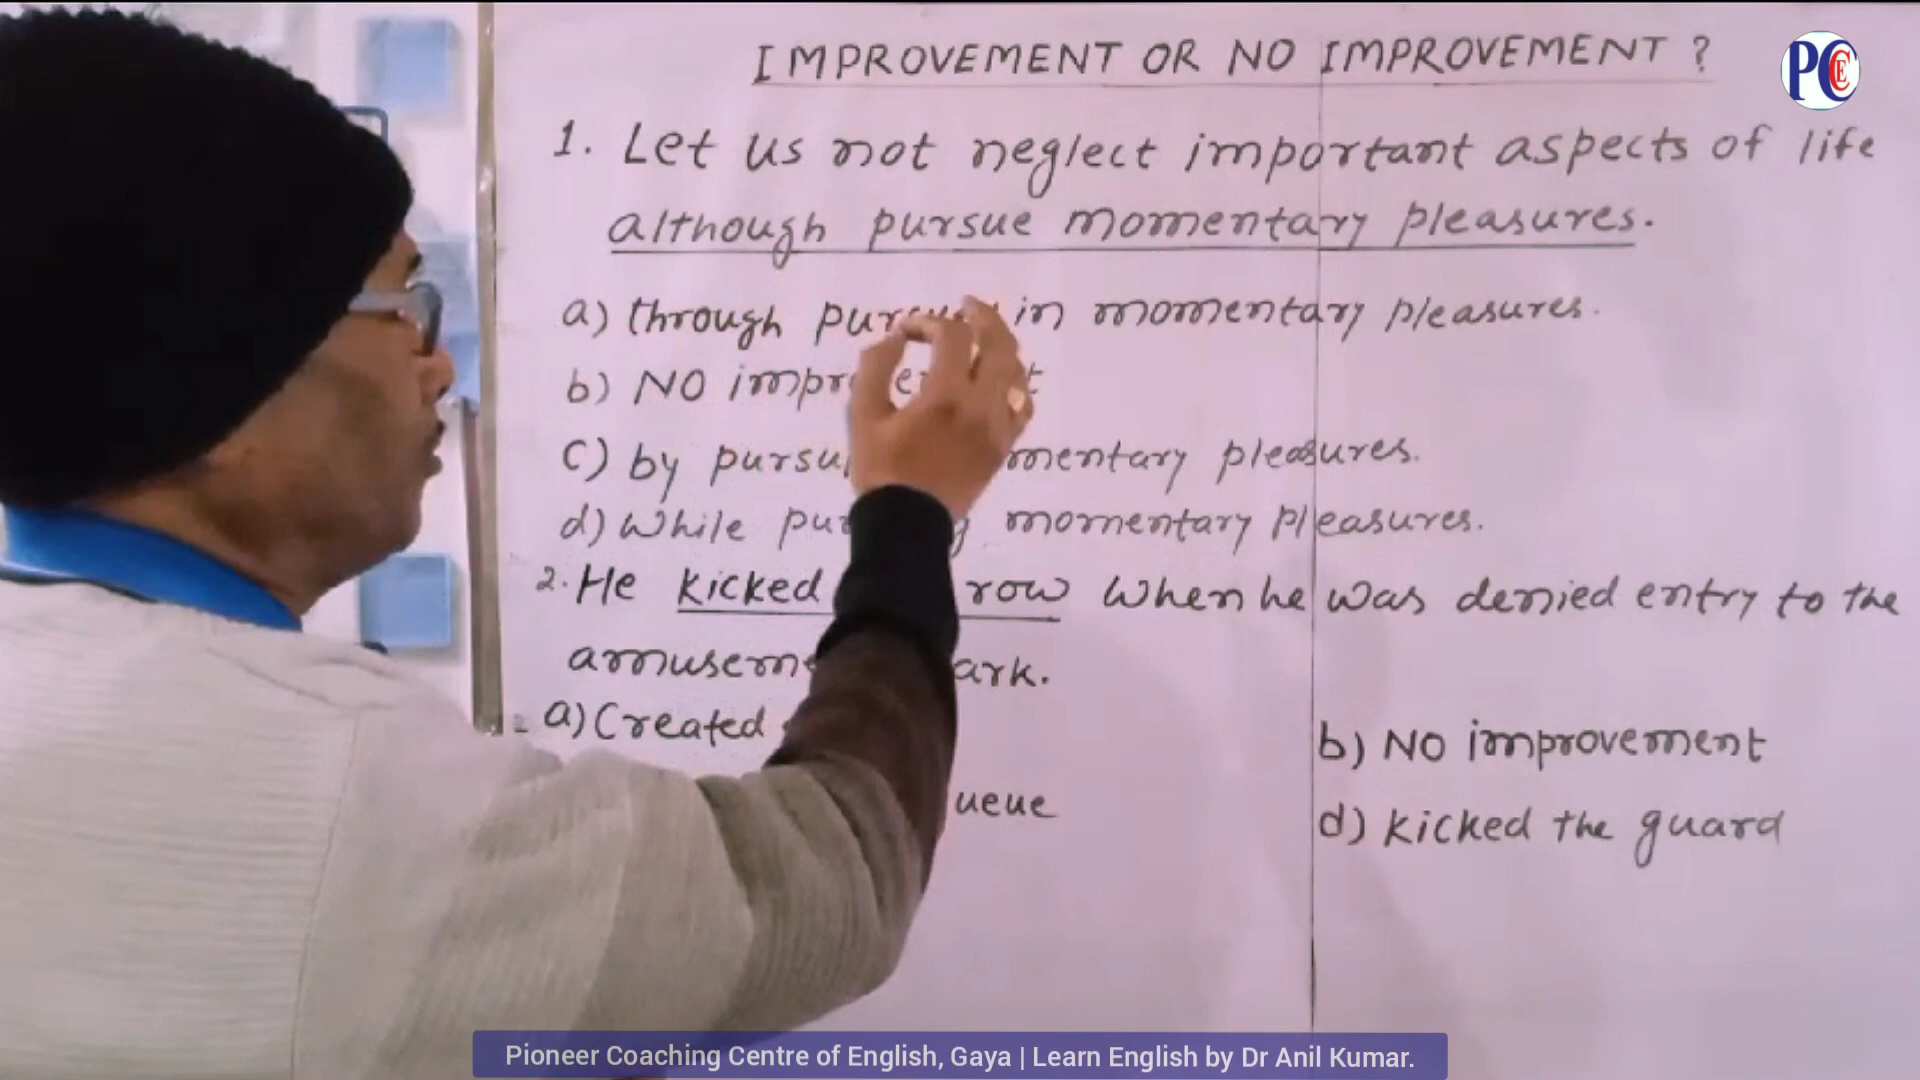 IMPROVEMENT OR NO IMPROVEMENT ?
PCEC
1. Let us not neglect important aspects of life
although pursue momentary pleasures.
a) through in momentary pleasures.
b) NO
c) by pleasures.
d) While momentary pleasures.
2. He kicked row when he was denied entry to the
a) Created
b) NO improvement
d) kicked the guard
Pioneer Coaching Centre of English, Gaya | Learn English by Dr Anil Kumar.